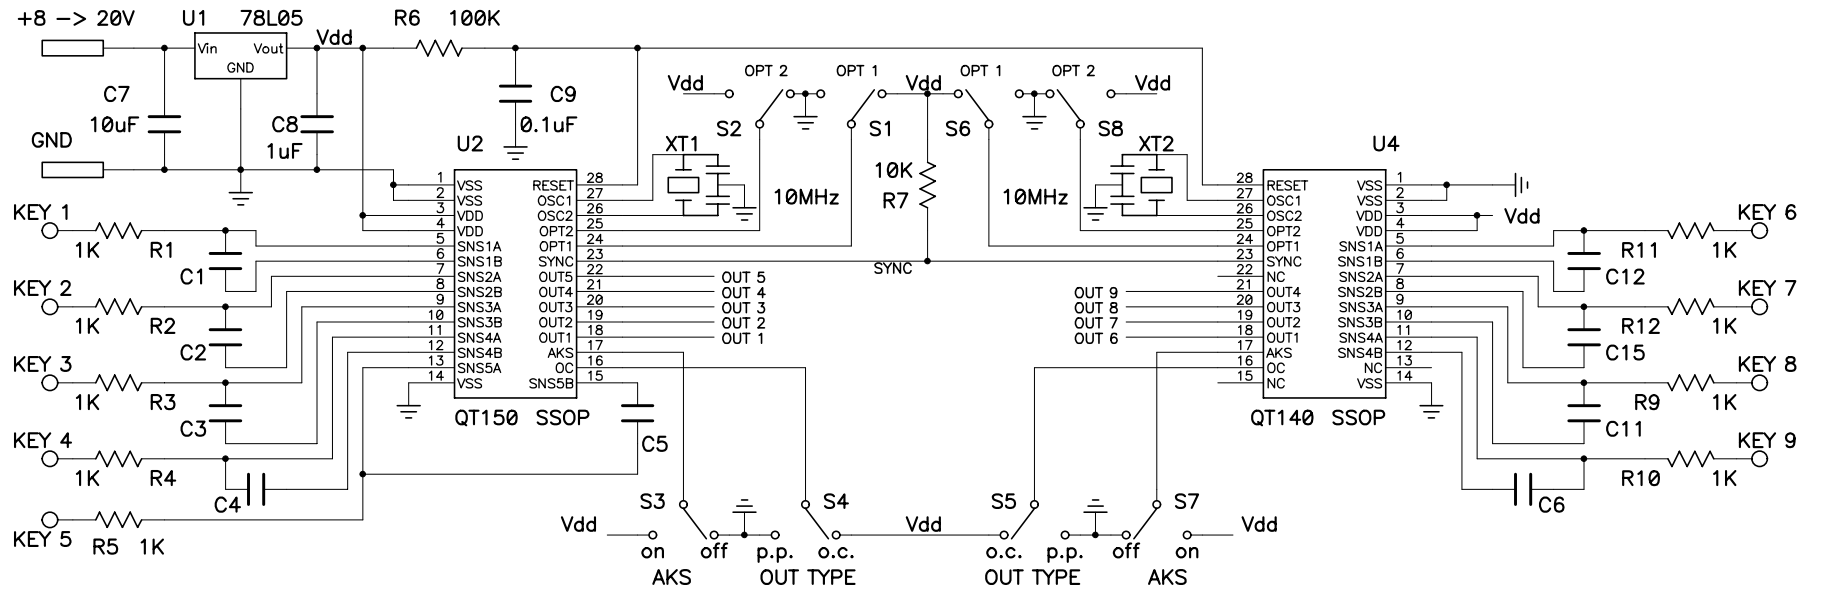 +8 -> 20V
U1 78L05
Vin Vout
GND
Vdd
R6 100K
C7
10uF
GND
C8
1uF
C9
0.1uF
U2
XT1
Vdd
OPT 2
OPT 1
Vdd
OPT 1
OPT 2
Vdd
S2
S1
S6
S8
10K
R7
10MHz
10MHz
XT2
U4
1 VSS RESET 28
2 VSS OSC1 27
3 VDD OSC2 26
4 VDD OPT2 25
5 SNS1A OPT1 24
6 SNS1B SYNC 23
7 SNS2A OUT5 22
8 SNS2B OUT4 21
9 SNS3A OUT3 20
10 SNS3B OUT2 19
11 SNS4A OUT1 18
12 SNS4B AKS 17
13 SNS5A OC 16
14 VSS SNS5B 15
QT150 SSOP
SYNC
OUT 5
OUT 4
OUT 3
OUT 2
OUT 1
OUT 9
OUT 8
OUT 7
OUT 6
28 RESET VSS 1
27 OSC1 VSS 2
26 OSC2 VDD 3
25 OPT2 VDD 4
24 OPT1 SNS1A 5
23 SYNC SNS1B 6
22 NC SNS2A 7
21 OUT4 SNS2B 8
20 OUT3 SNS3A 9
19 OUT2 SNS3B 10
18 OUT1 SNS4A 11
17 AKS SNS4B 12
16 OC NC 13
15 NC VSS 14
QT140 SSOP
Vdd
KEY 1
1K R1
C1
KEY 2
1K R2
C2
KEY 3
1K R3
C3
KEY 4
1K R4
C4
KEY 5
R5 1K
C5
KEY 6
R11 1K
C12
KEY 7
R12 1K
C15
KEY 8
R9 1K
C11
KEY 9
R10 1K
C6
S3
S4
S5
S7
Vdd
Vdd
Vdd
on off p.p. o.c.
AKS OUT TYPE
o.c. p.p. off on
OUT TYPE AKS